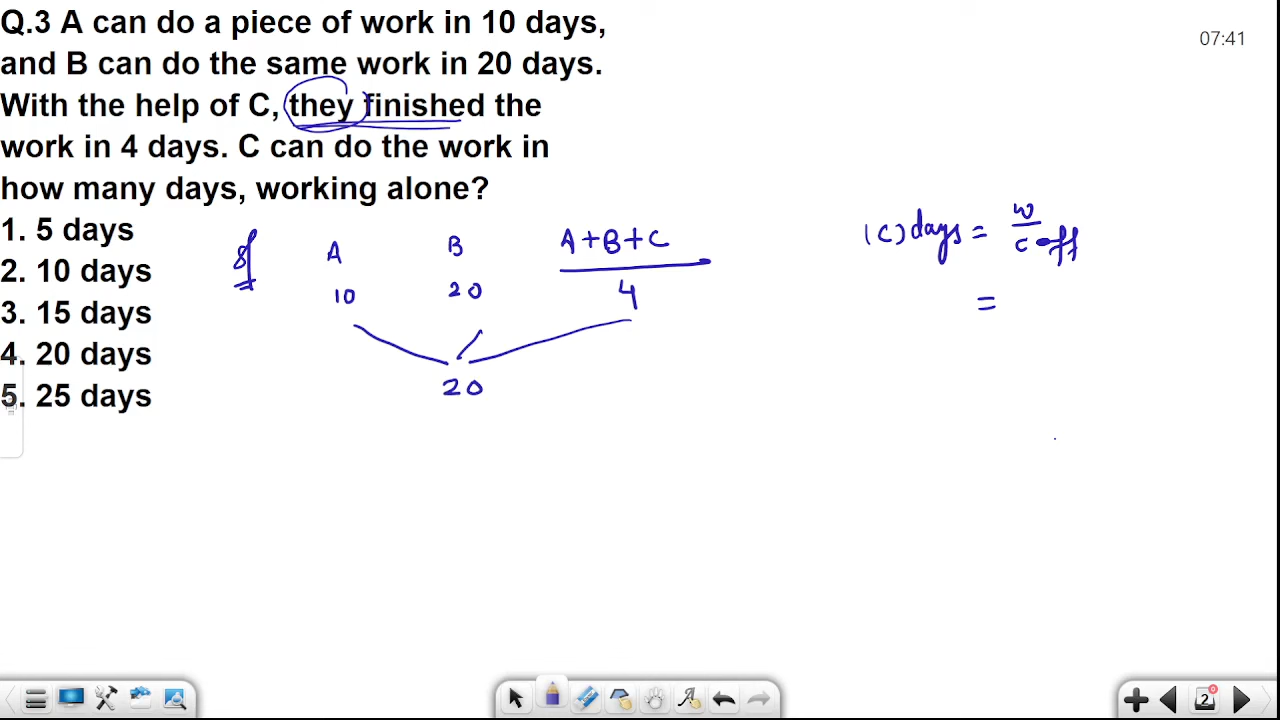 07:41
Q.3 A can do a piece of work in 10 days,
and B can do the same work in 20 days.
With the help of C, they finished the
work in 4 days. C can do the work in
how many days, working alone?
1. 5 days
2. 10 days
3. 15 days
4. 20 days
5. 25 days
A B A+B+C
10 20 4
20
(C) days = w/c eff
=
2